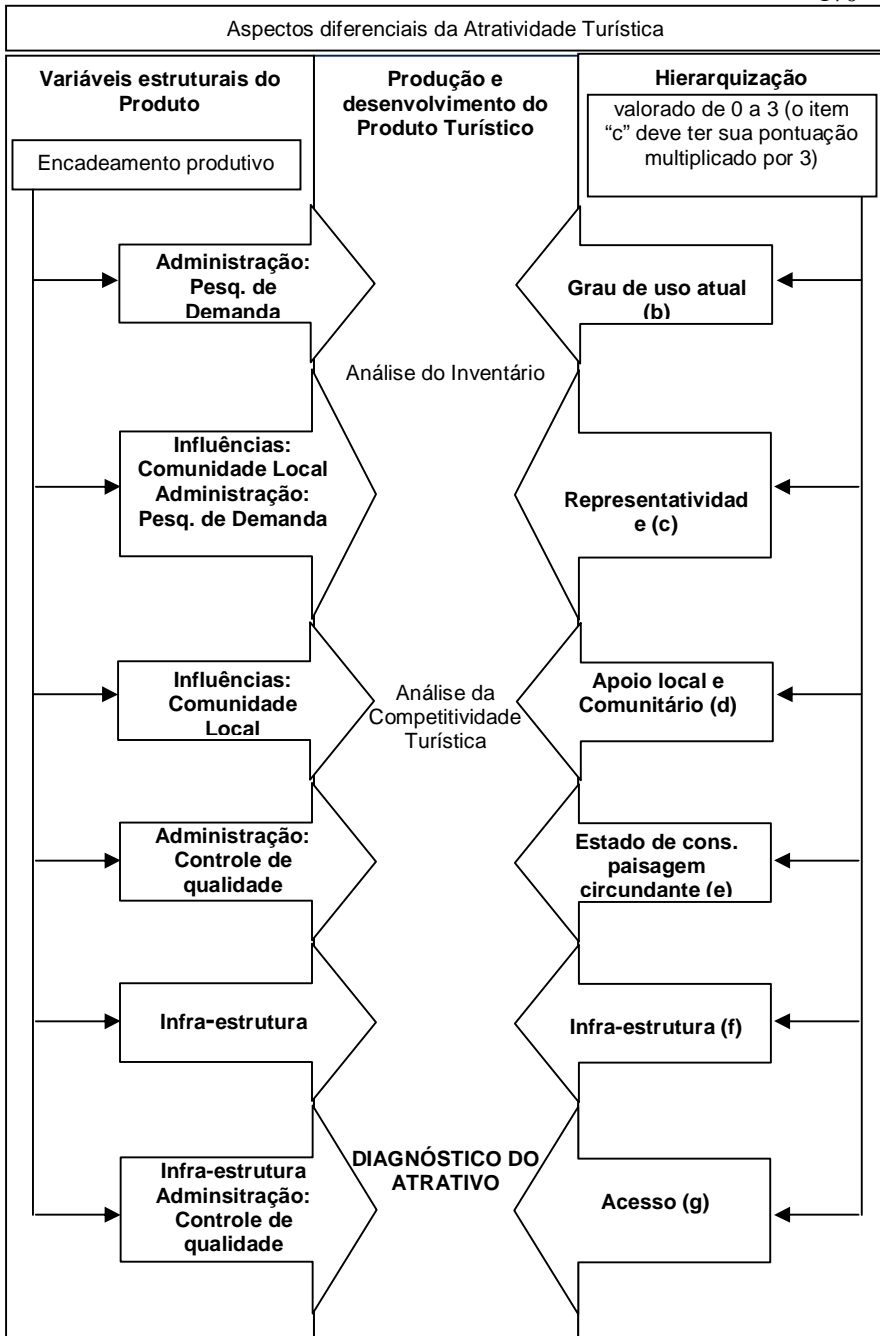 Aspectos diferenciais da Atratividade Turística
Variáveis estruturais do
Produto
Encadeamento produtivo
Produção e
desenvolvimento do
Produto Turístico
Hierarquização
valorado de 0 a 3 (o item
“c” deve ter sua pontuação
multiplicado por 3)
Administração:
Pesq. de
Demanda
Grau de uso atual
(b)
Análise do Inventário
Influências:
Comunidade Local
Administração:
Pesq. de Demanda
Representatividad
e (c)
Influências:
Comunidade
Local
Análise da
Competitividade
Turística
Apoio local e
Comunitário (d)
Administração:
Controle de
qualidade
Estado de cons.
paisagem
circundante (e)
Infra-estrutura
Infra-estrutura (f)
DIAGNÓSTICO DO
ATRATIVO
Infra-estrutura
Adminsitração:
Controle de
qualidade
Acesso (g)